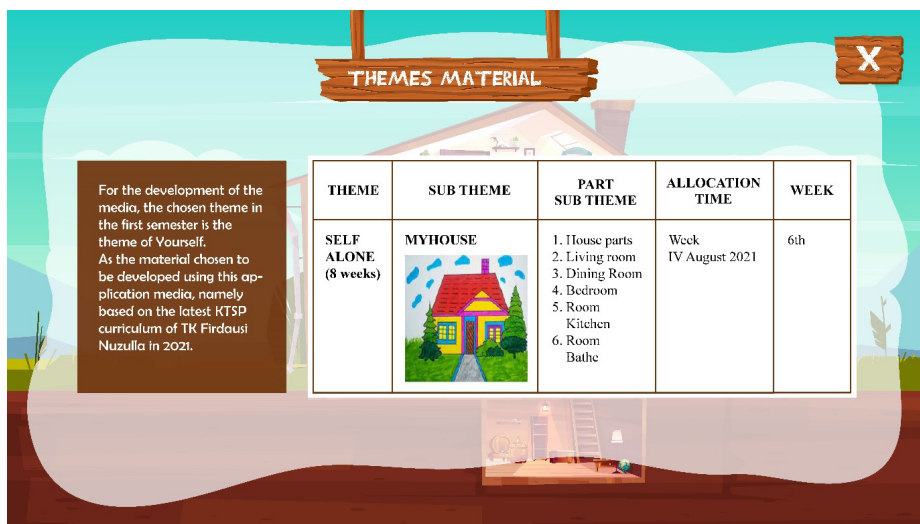 THEMES MATERIAL
X
For the development of the
media, the chosen theme in
the first semester is the
theme of Yourself.
As the material chosen to
be developed using this ap-
plication media, namely
based on the latest KTSP
curriculum of TK Firdausi
Nuzulla in 2021.
THEME
SUB THEME
PART
SUB THEME
ALLOCATION
TIME
WEEK
SELF
ALONE
(8 weeks)
MYHOUSE
1. House parts
2. Living room
3. Dining Room
4. Bedroom
5. Room
Kitchen
6. Room
Bathe
Week
IV August 2021
6th